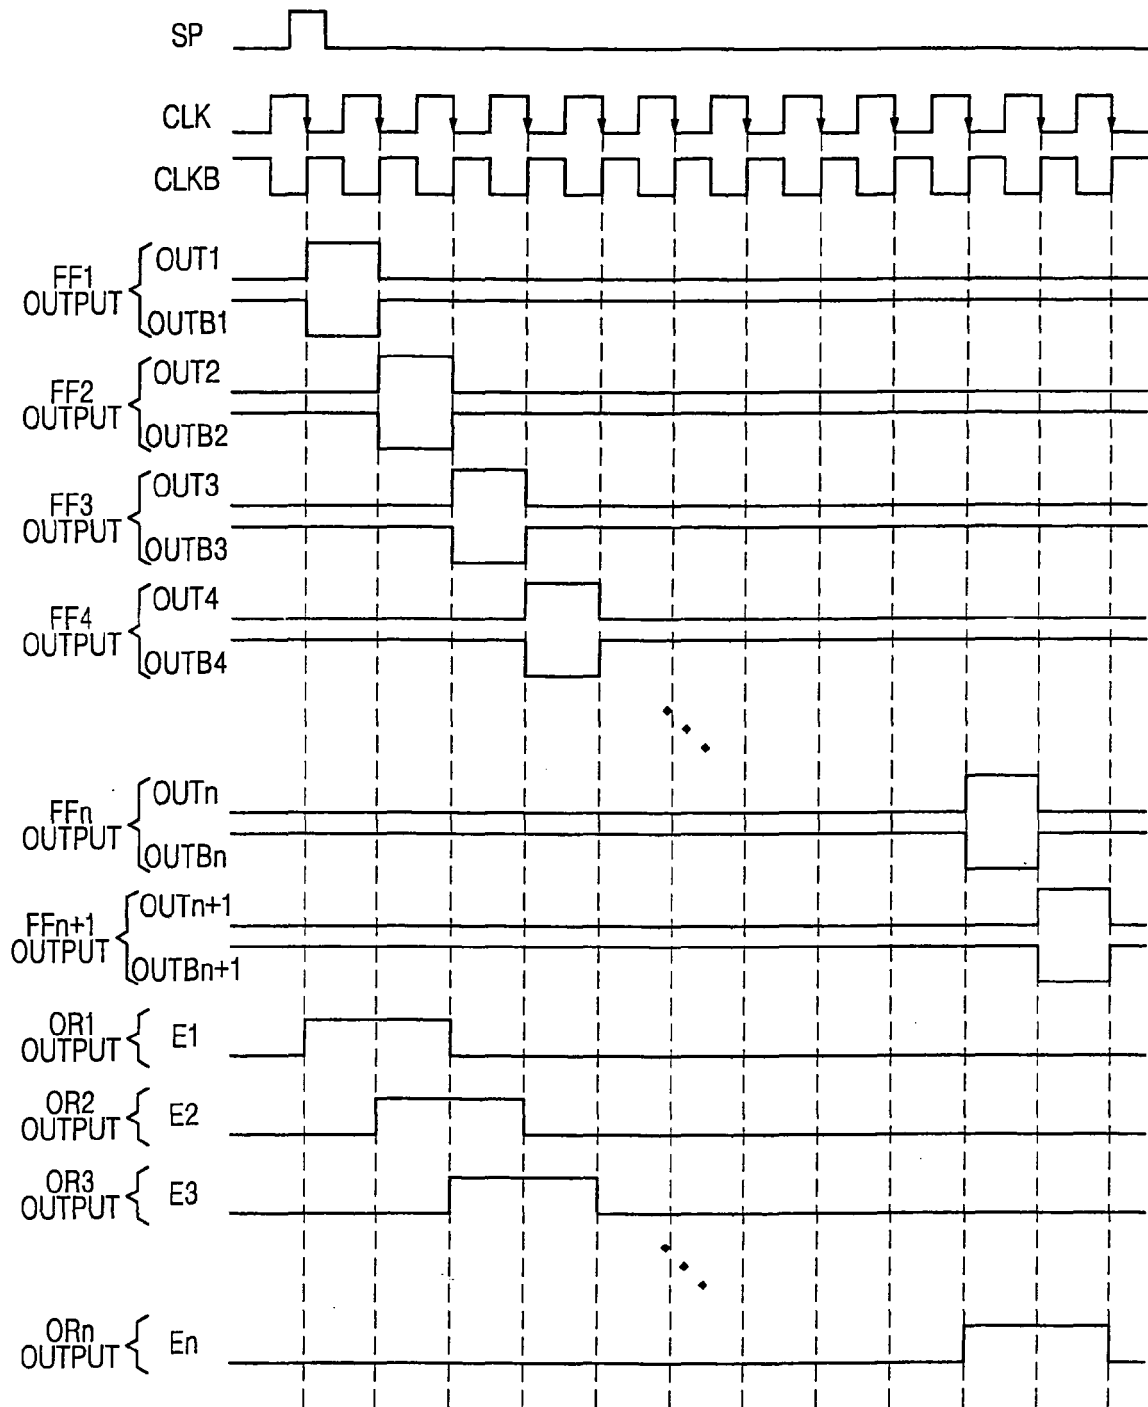 SP
CLK
CLKB
FF1
OUTPUT
OUT1
OUTB1
FF2
OUTPUT
OUT2
OUTB2
FF3
OUTPUT
OUT3
OUTB3
FF4
OUTPUT
OUT4
OUTB4
FFn
OUTPUT
OUTn
OUTBn
FFn+1
OUTPUT
OUTn+1
OUTBn+1
OR1
OUTPUT
E1
OR2
OUTPUT
E2
OR3
OUTPUT
E3
ORn
OUTPUT
En